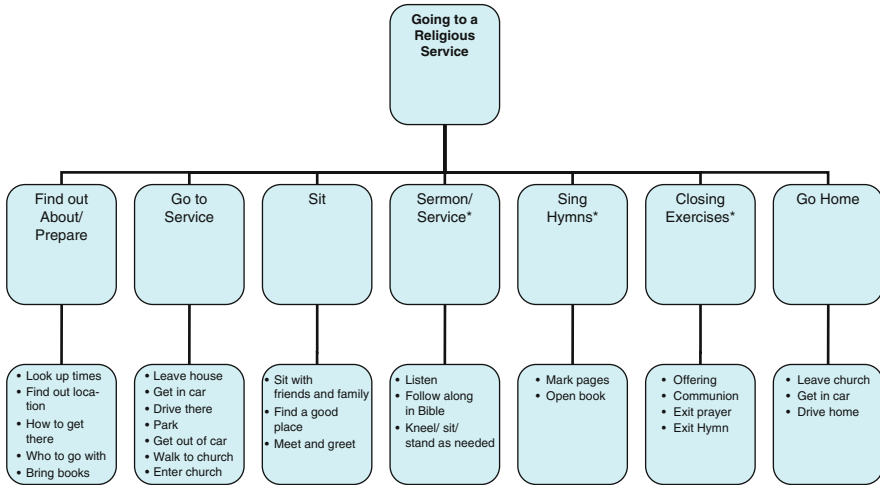 Going to a
Religious
Service
Find out
About/
Prepare
Go to
Service
Sit
Sermon/
Service*
Sing
Hymns*
Closing
Exercises*
Go Home
• Look up times
• Find out loca-
tion
• How to get
there
• Who to go with
• Bring books
• Leave house
• Get in car
• Drive there
• Park
• Get out of car
• Walk to church
• Enter church
• Sit with
friends and family
• Find a good
place
• Meet and greet
• Listen
• Follow along
in Bible
• Kneel/ sit/
stand as needed
• Mark pages
• Open book
• Offering
• Communion
• Exit prayer
• Exit Hymn
• Leave church
• Get in car
• Drive home